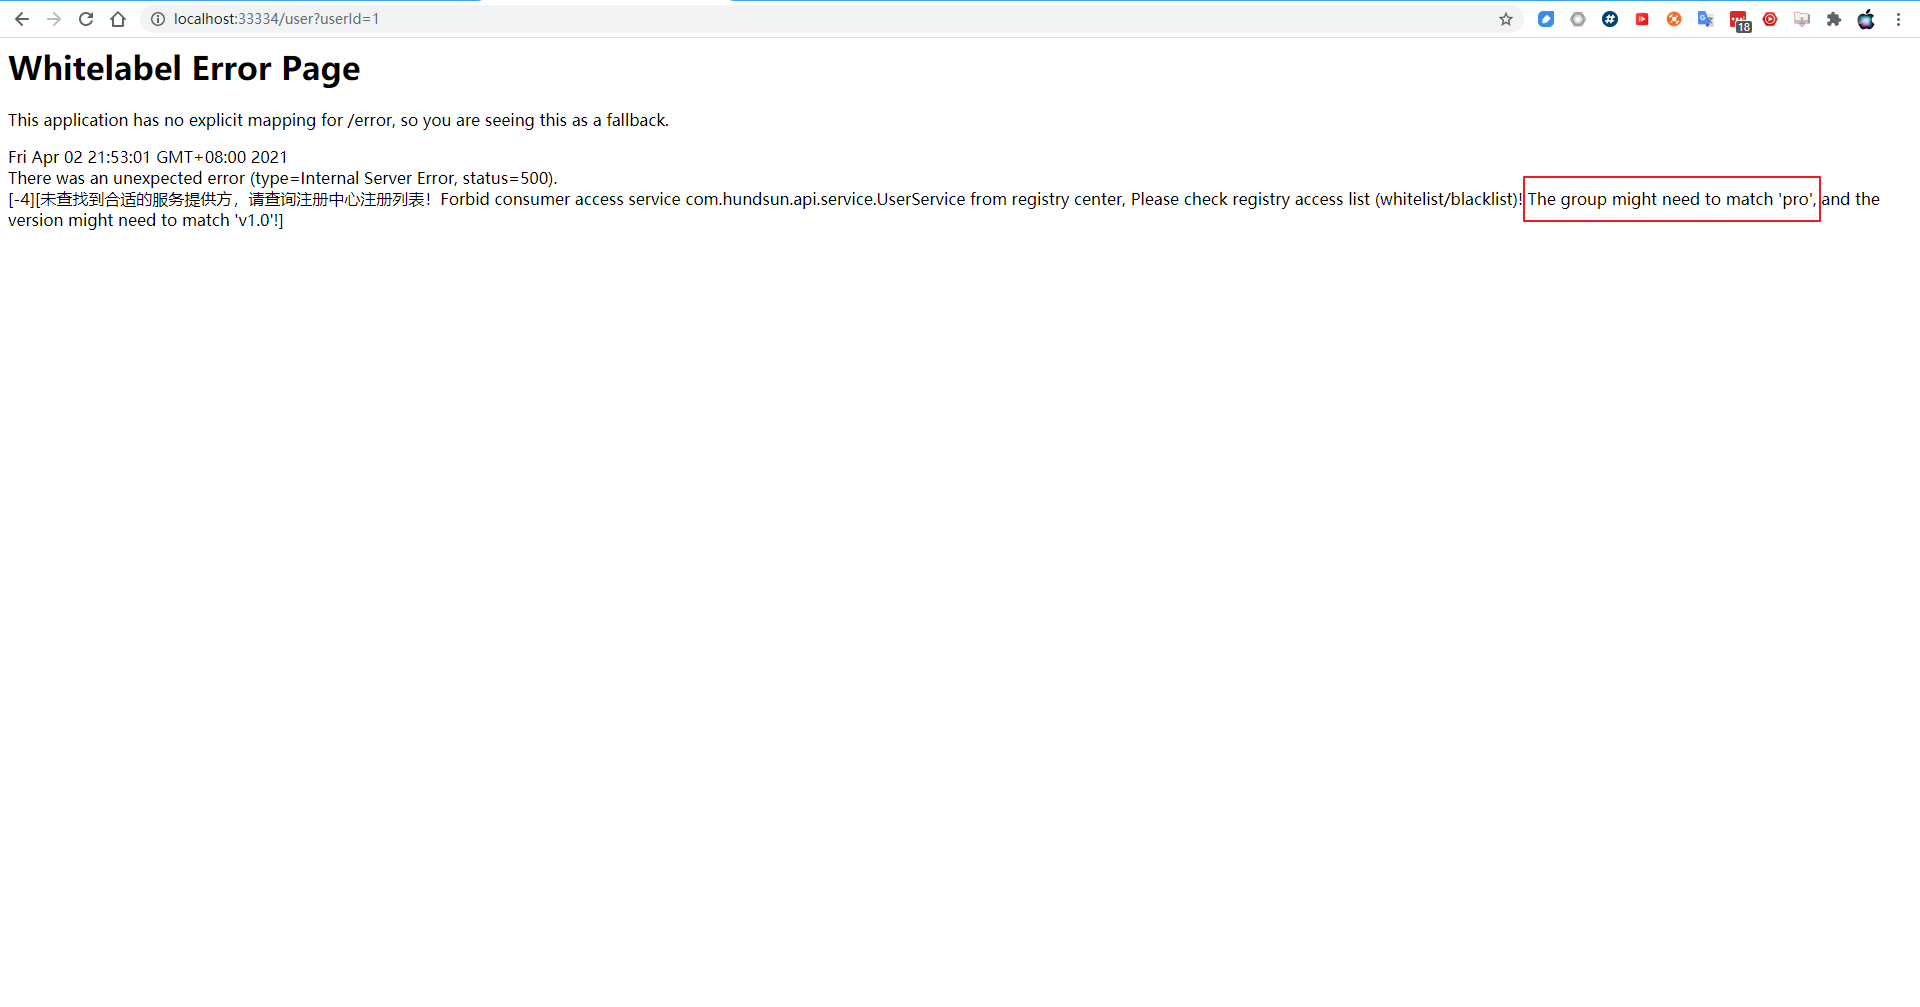 localhost:33334/user?userId=1
18
Whitelabel Error Page
This application has no explicit mapping for /error, so you are seeing this as a fallback.
Fri Apr 02 21:53:01 GMT+08:00 2021
There was an unexpected error (type=Internal Server Error, status=500).
[-4][未查找到合适的服务提供方，请查询注册中心注册列表！Forbid consumer access service com.hundsun.api.service.UserService from registry center, Please check registry access list (whitelist/blacklist)! The group might need to match 'pro', and the
version might need to match 'v1.0'!]